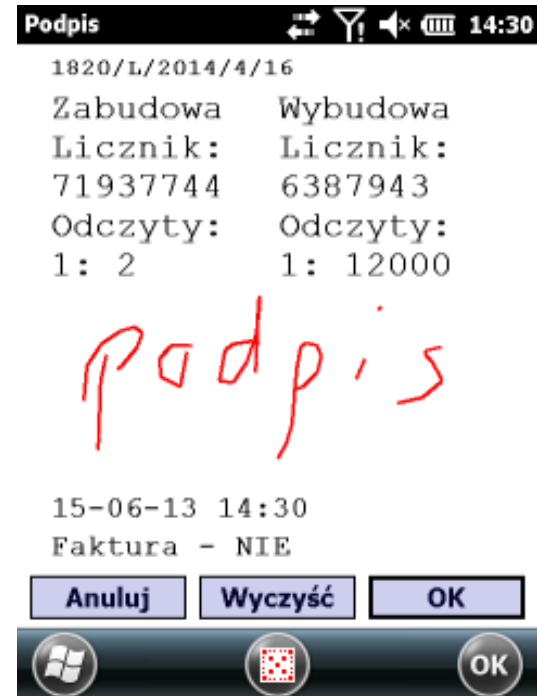 Podpis 14:30
1820/L/2014/4/16
Zabudowa Wybudowa
Licznik: Licznik:
71937744 6387943
Odczyty: Odczyty:
1: 2 1: 12000
podpis
15-06-13 14:30
Faktura - NIE
Anuluj Wyczyść OK
OK